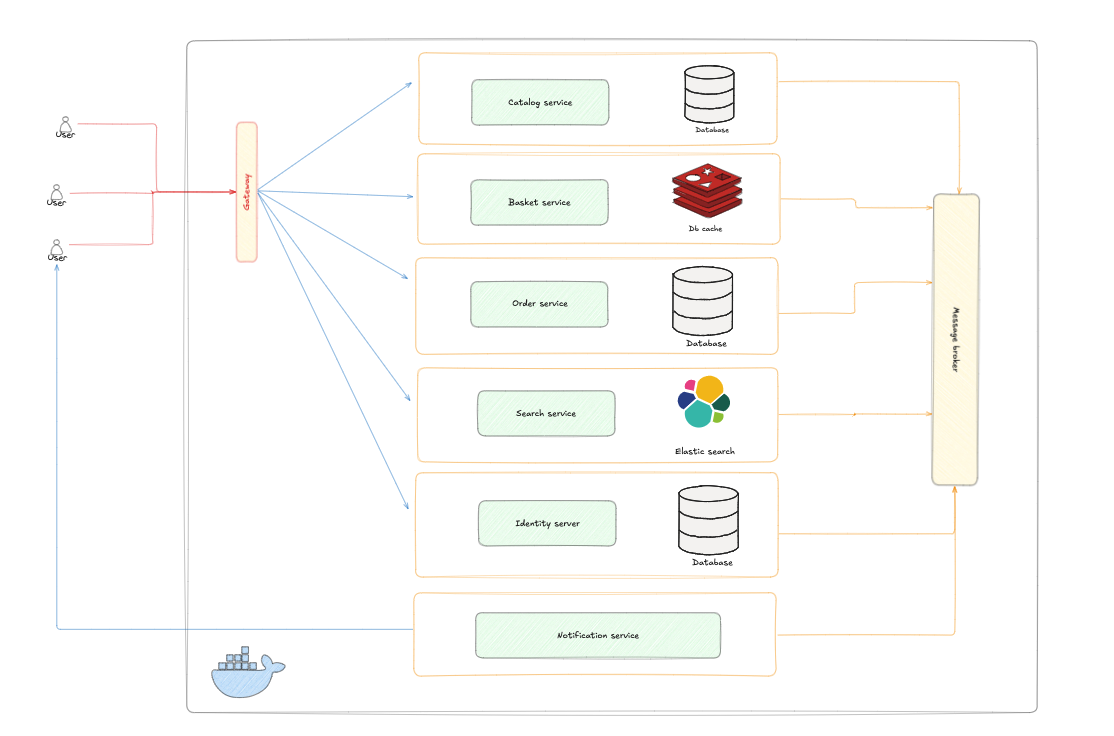 Catalog service
Database
User
Gateway
User
Basket service
Db cache
User
Order service
Database
Message broker
Search service
Elastic search
Identity server
Database
Notification service